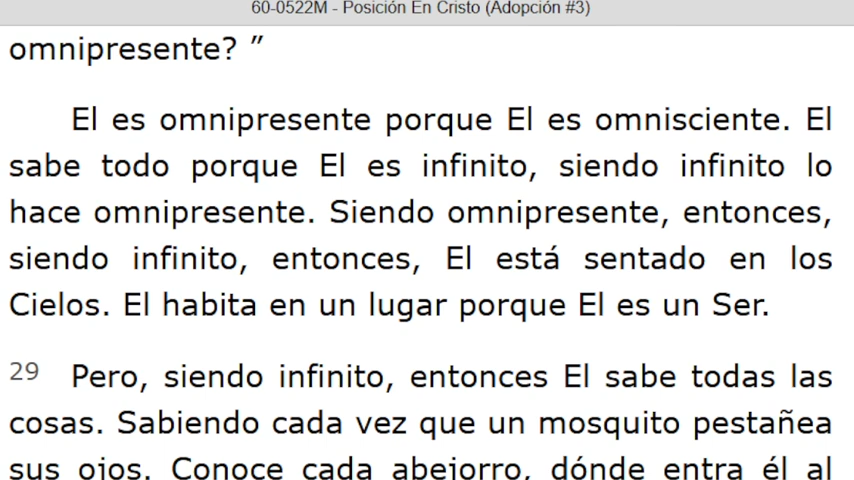 60-0522M - Posición En Cristo (Adopción #3)
omnipresente? ”
El es omnipresente porque El es omnisciente. El
sabe todo porque El es infinito, siendo infinito lo
hace omnipresente. Siendo omnipresente, entonces,
siendo infinito, entonces, El está sentado en los
Cielos. El habita en un lugar porque El es un Ser.
29 Pero, siendo infinito, entonces El sabe todas las
cosas. Sabiendo cada vez que un mosquito pestañea
sus ojos. Conoce cada abejorro, dónde entra él al